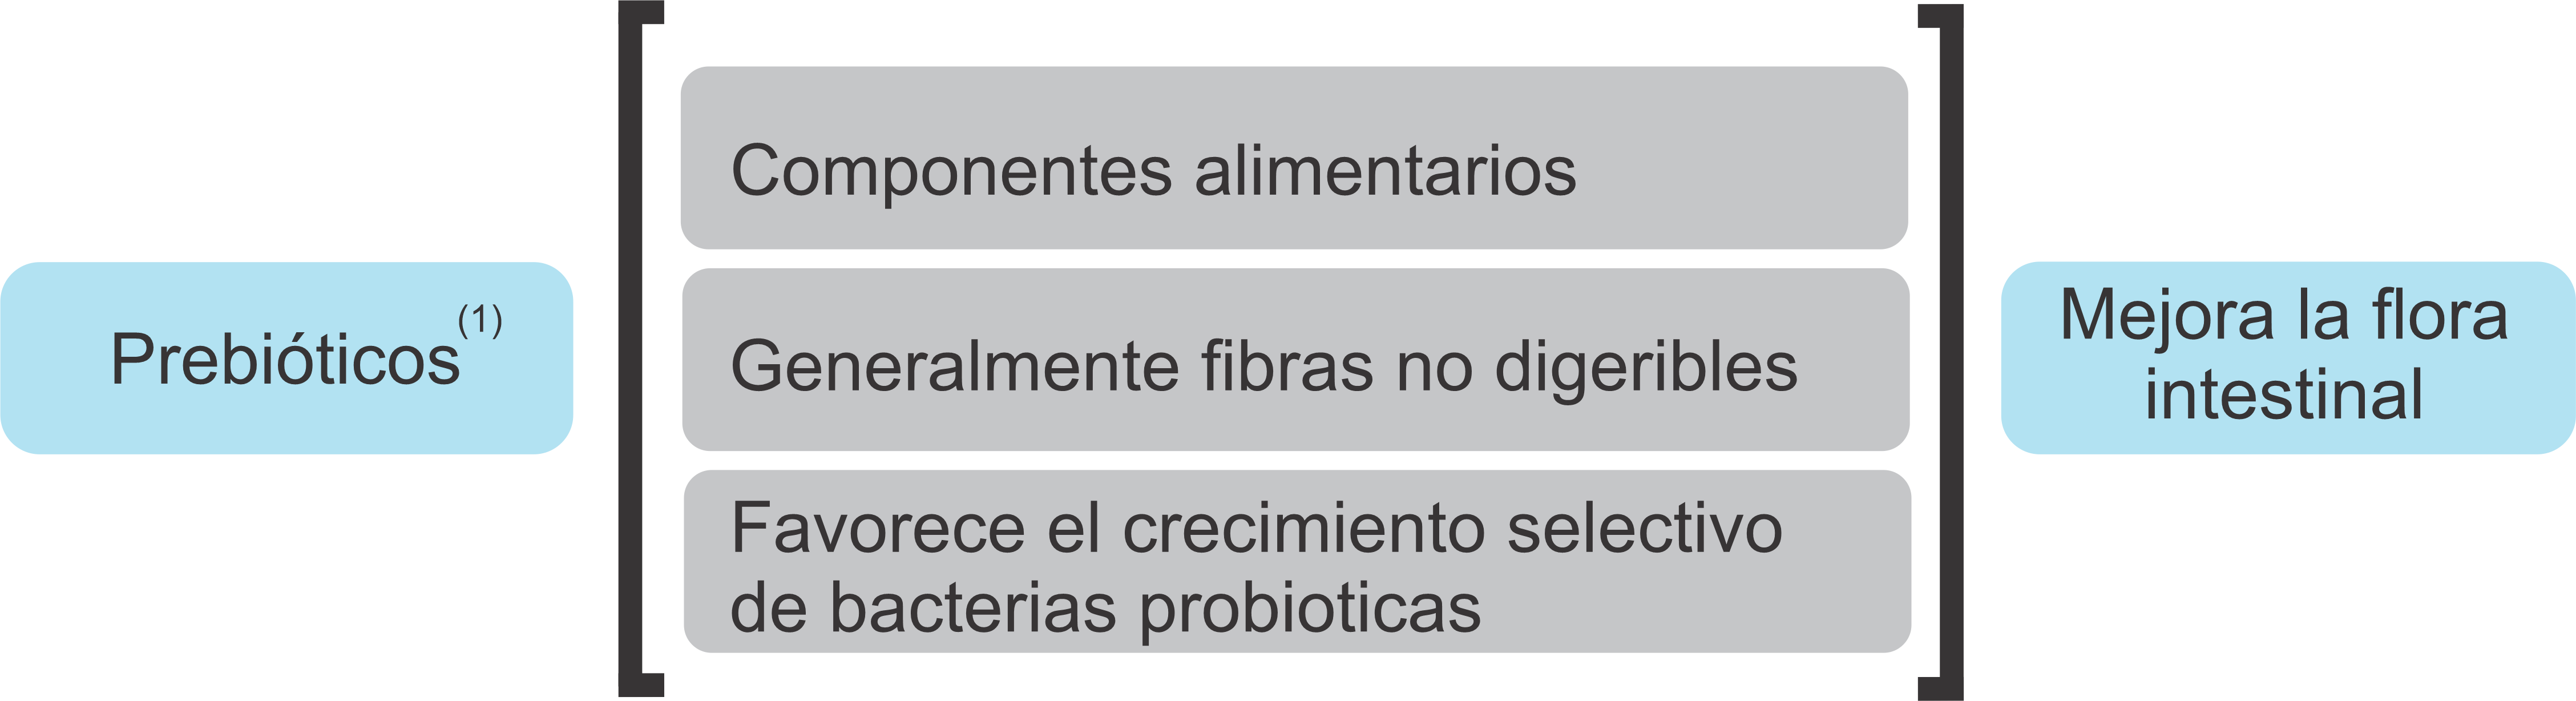 Prebióticos(1)
Componentes alimentarios
Generalmente fibras no digeribles
Favorece el crecimiento selectivo
de bacterias probioticas
Mejora la flora
intestinal